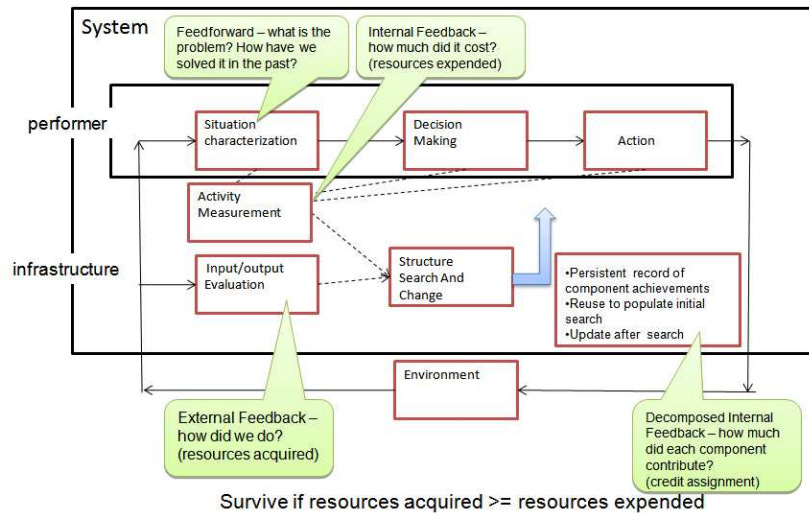 System
Feedforward – what is the
problem? How have we
solved it in the past?
Internal Feedback –
how much did it cost?
(resources expended)
performer
Situation
characterization
Decision
Making
Action
Activity
Measurement
infrastructure
Input/output
Evaluation
Structure
Search And
Change
•Persistent record of
component achievements
•Reuse to populate initial
search
•Update after search
Environment
External Feedback –
how did we do?
(resources acquired)
Decomposed Internal
Feedback – how much
did each component
contribute?
(credit assignment)
Survive if resources acquired >= resources expended